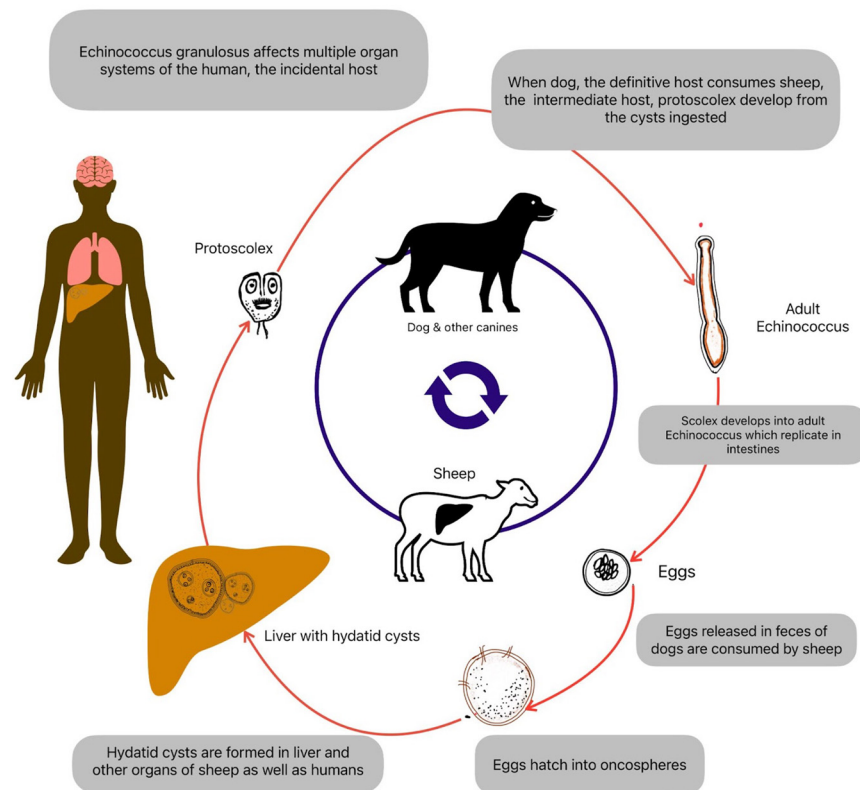 Echinococcus granulosus affects multiple organ
systems of the human, the incidental host
When dog, the definitive host consumes sheep,
the intermediate host, protoscolex develop from
the cysts ingested
Protoscolex
Dog & other canines
Adult
Echinococcus
Scolex develops into adult
Echinococcus which replicate in
intestines
Sheep
Eggs
Liver with hydatid cysts
Eggs released in feces of
dogs are consumed by sheep
Hydatid cysts are formed in liver and
other organs of sheep as well as humans
Eggs hatch into oncospheres